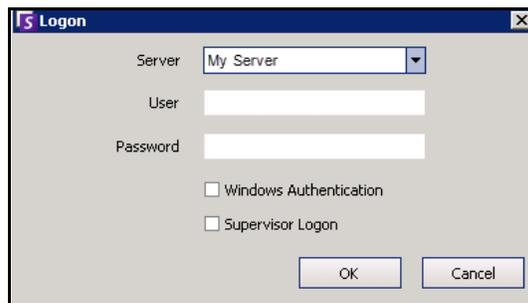 S Logon
Server My Server
User
Password
Windows Authentication
Supervisor Logon
OK Cancel